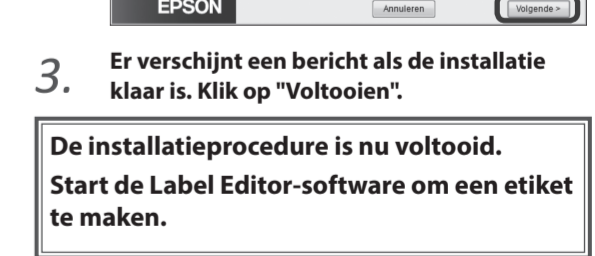 EPSON Annuleren Volgende >
3. Er verschijnt een bericht als de installatie
klaar is. Klik op "Voltooien".
De installatieprocedure is nu voltooid.
Start de Label Editor-software om een etiket
te maken.